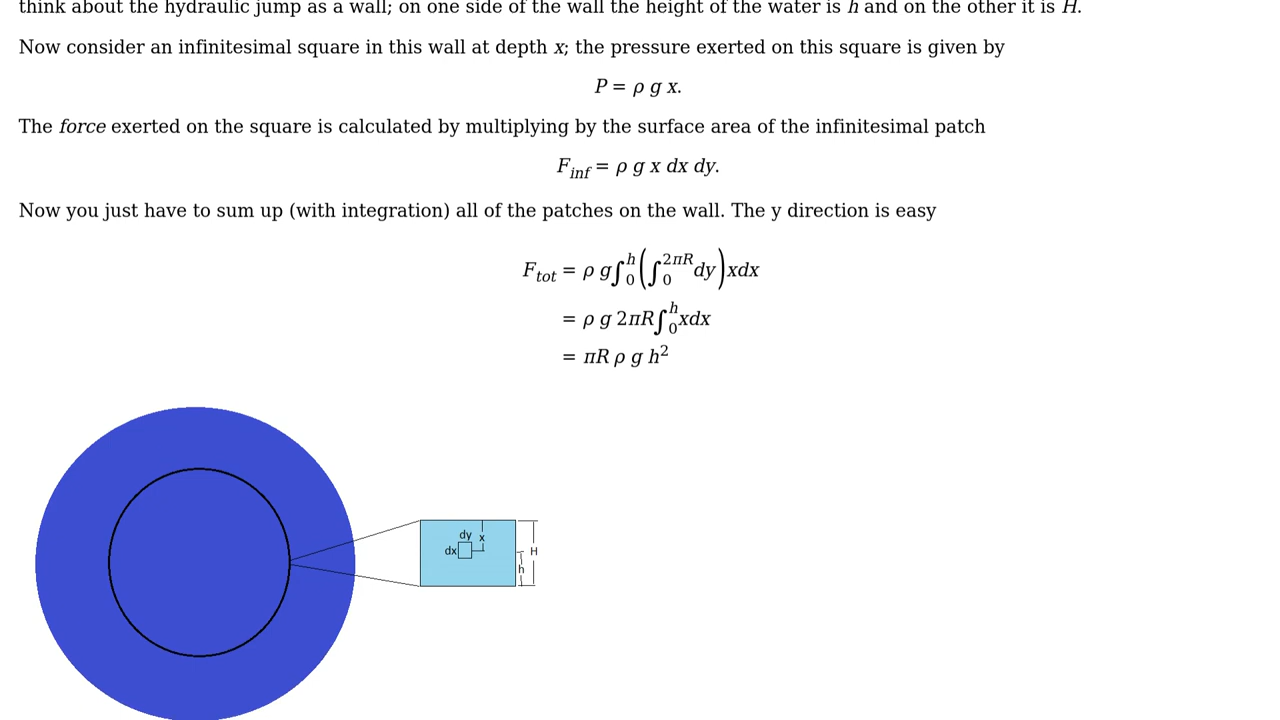 think about the hydraulic jump as a wall; on one side of the wall the height of the water is h and on the other it is H.
Now consider an infinitesimal square in this wall at depth x; the pressure exerted on this square is given by
P = ρ g x.
The force exerted on the square is calculated by multiplying by the surface area of the infinitesimal patch
F_inf = ρ g x dx dy.
Now you just have to sum up (with integration) all of the patches on the wall. The y direction is easy
F_tot = ρ g∫_0^h(∫_0^{2πR}dy)xdx
= ρ g 2πR∫_0^h xdx
= πR ρ g h²
dy x
dx
H
h